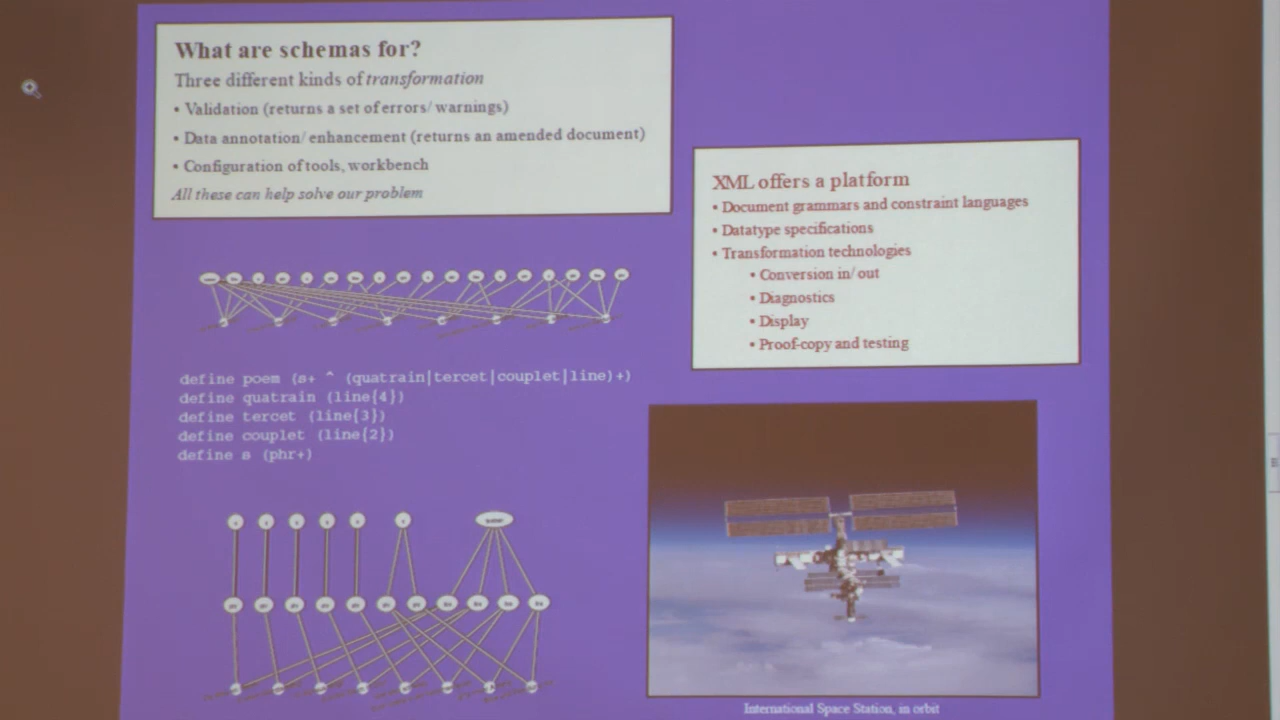 What are schemas for?
Three different kinds of transformation
• Validation (returns a set of errors/ warnings)
• Data annotation/ enhancement (returns an amended document)
• Configuration of tools, workbench
All these can help solve our problem
XML offers a platform
• Document grammars and constraint languages
• Datatype specifications
• Transformation technologies
• Conversion in/ out
• Diagnostics
• Display
• Proof-copy and testing
define poem (s+ ^ (quatrain|tercet|couplet|line)+)
define quatrain (line{4})
define tercet (line{3})
define couplet (line{2})
define s (phr+)
International Space Station, in orbit